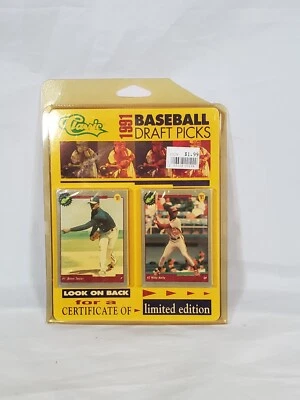 Classic
1991
BASEBALL
DRAFT PICKS
$1.99
LOOK ON BACK
for a
CERTIFICATE OF
limited edition